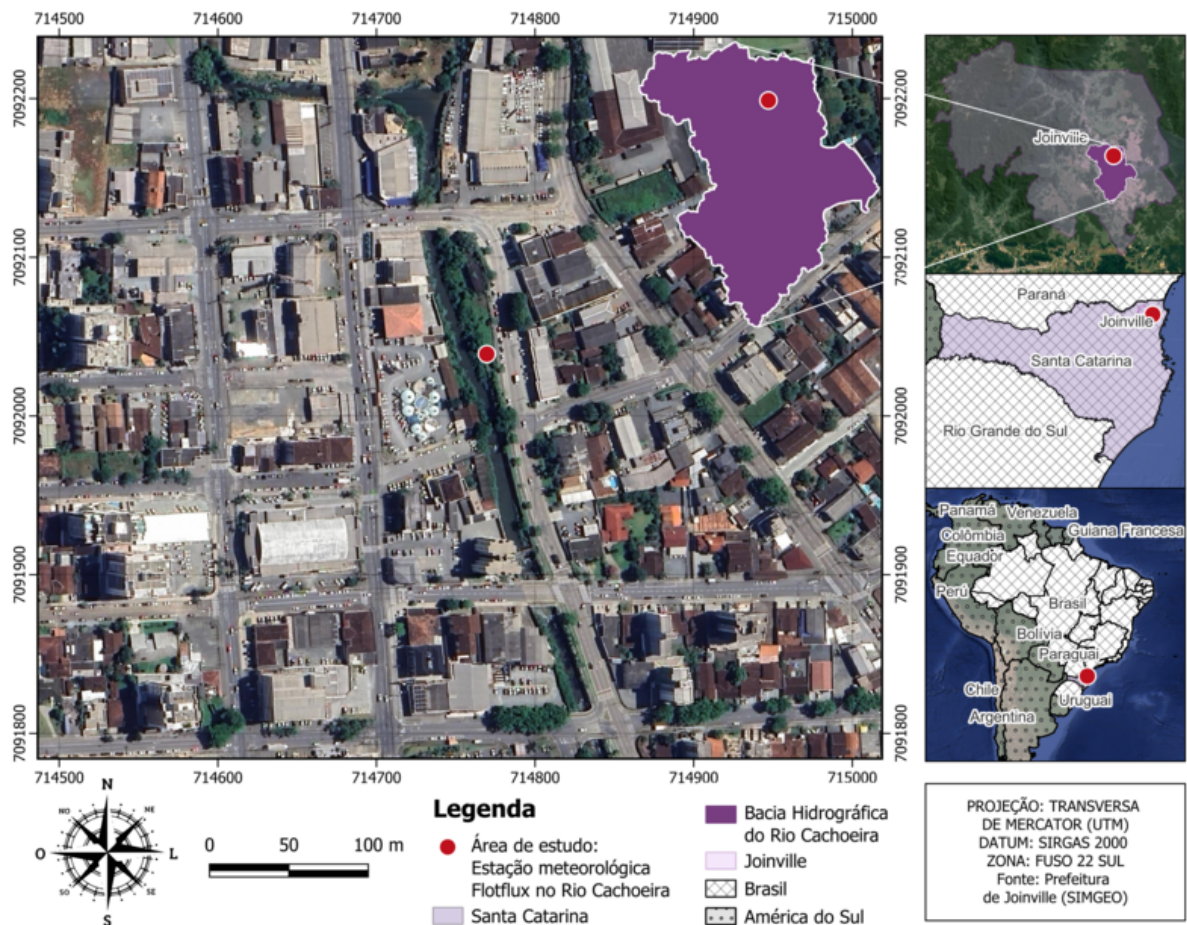 714500 714600 714700 714800 714900 715000
7092200
7092100
7092000
7091900
7091800
7092200
7092100
7092000
7091900
7091800
714500 714600 714700 714800 714900 715000
Joinville
Paraná
Joinville
Santa Catarina
Rio Grande do Sul
Panamá Venezuela
Guiana Francesa
Colômbia
Equador
Perú
Brasil
Bolívia
Paraguai
Chile
Uruguai
Argentina
N
NO NE
O L
SO SE
S
0 50 100 m
Legenda
Área de estudo:
Estação meteorológica
Flotflux no Rio Cachoeira
Santa Catarina
Bacia Hidrográfica
do Rio Cachoeira
Joinville
Brasil
América do Sul
PROJEÇÃO: TRANSVERSA
DE MERCATOR (UTM)
DATUM: SIRGAS 2000
ZONA: FUSO 22 SUL
Fonte: Prefeitura
de Joinville (SIMGEO)